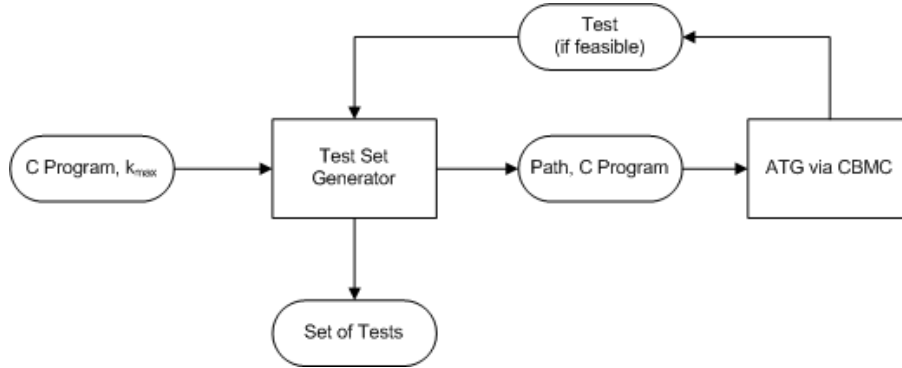 Test
(if feasible)
C Program, kmax
Test Set
Generator
Path, C Program
ATG via CBMC
Set of Tests